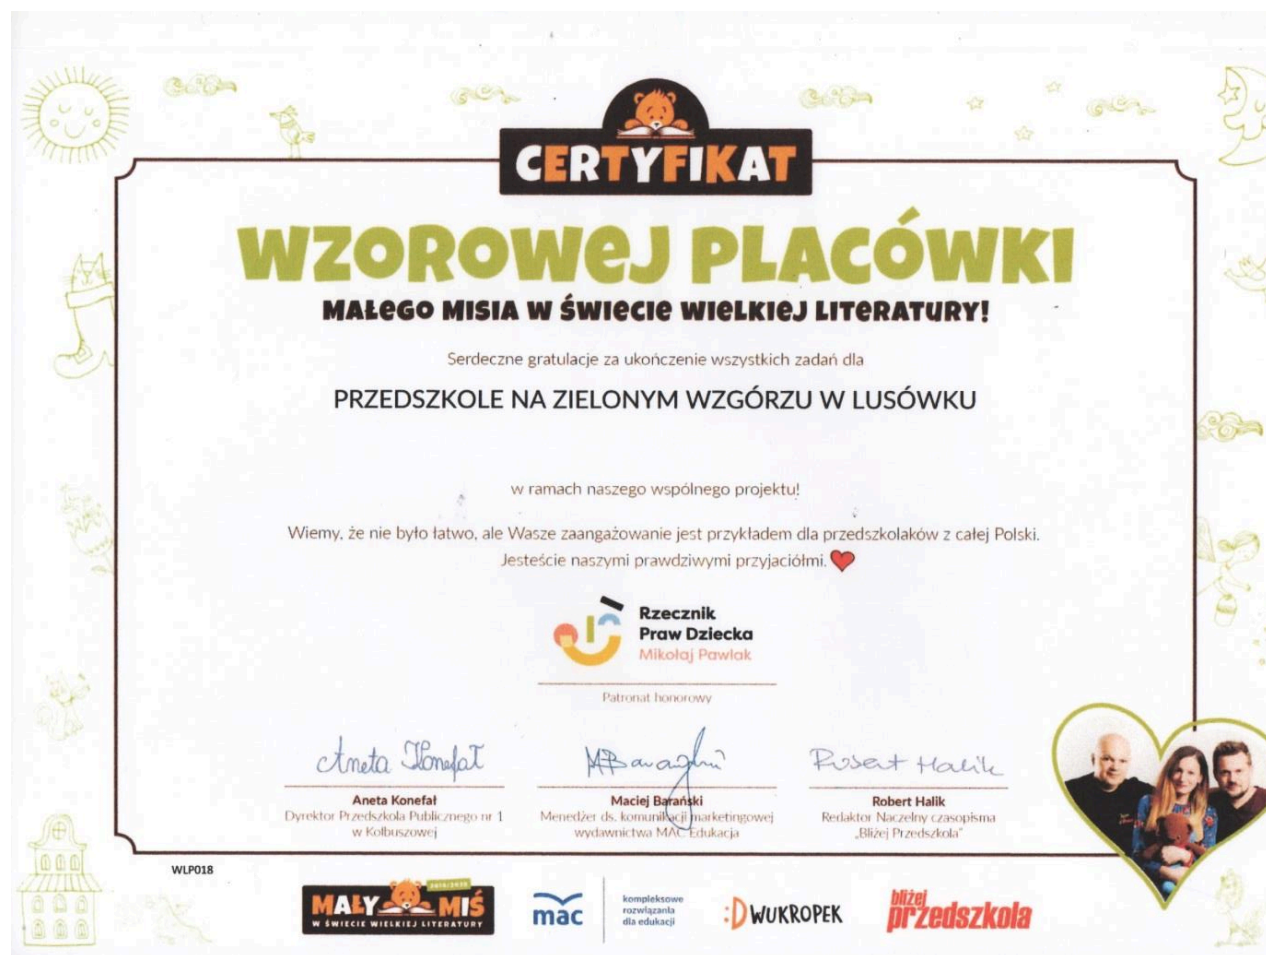 CERTYFIKAT
WZOROWEJ PLACÓWKI
MAŁEGO MISIA W ŚWIECIE WIELKIEJ LITERATURY!
Serdeczne gratulacje za ukończenie wszystkich zadań dla
PRZEDSZKOLE NA ZIELONYM WZGÓRZU W LUSÓWKU
w ramach naszego wspólnego projektu!
Wiemy, że nie było łatwo, ale Wasze zaangażowanie jest przykładem dla przedszkolaków z całej Polski.
Jesteście naszymi prawdziwymi przyjaciółmi.
Rzecznik
Praw Dziecka
Mikołaj Pawlak
Patronat honorowy
Aneta Konefał
Robert Halik
Aneta Konefał
Dyrektor Przedszkola Publicznego nr 1
w Kolbuszowej
Maciej Barański
Menedżer ds. komunikacji marketingowej
wydawnictwa MAC Edukacja
Robert Halik
Redaktor Naczelny czasopisma
„Bliżej Przedszkola"
WLP018
2019/2020
MAŁY MIŚ
W ŚWIECIE WIELKIEJ LITERATURY
mac
kompleksowe
rozwiązania
dla edukacji
:DWUKROPEK
bliżej
przedszkola